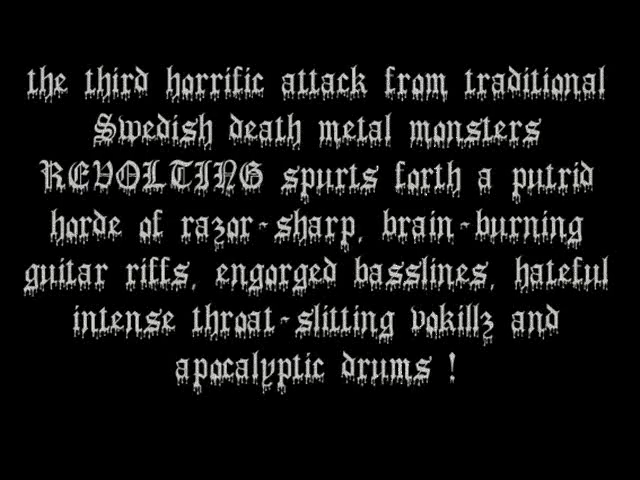 the third horrific attack from traditional
Swedish death metal monsters
REVOLTING spurts forth a putrid
horde of razor-sharp, brain-burning
guitar riffs, engorged basslines, hateful
intense throat-slitting vokillz and
apocalyptic drums !